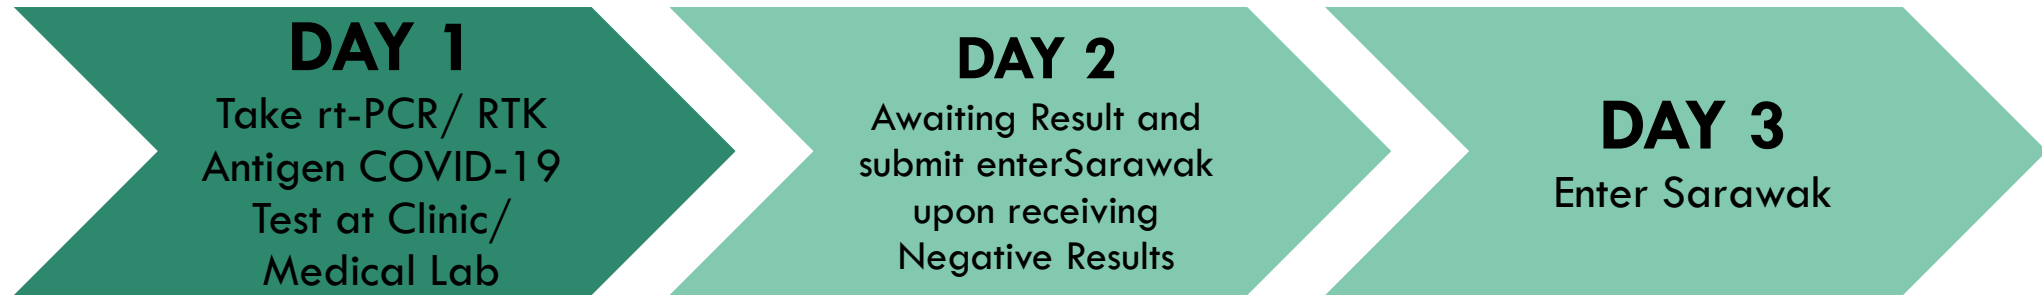 DAY 1
Take rt-PCR/ RTK
Antigen COVID-19
Test at Clinic/
Medical Lab
DAY 2
Awaiting Result and
submit enterSarawak
upon receiving
Negative Results
DAY 3
Enter Sarawak